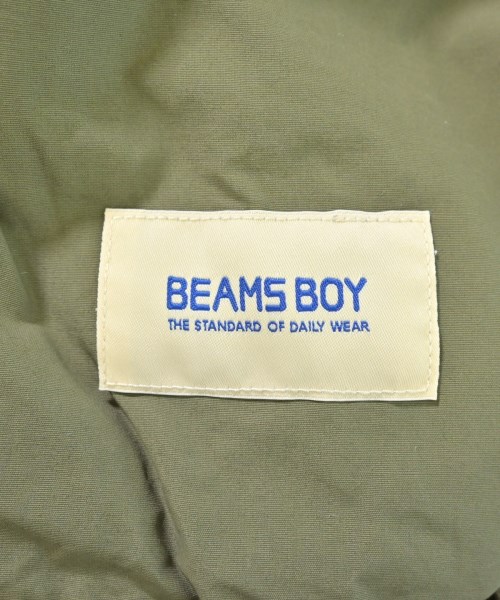 BEAMS BOY
THE STANDARD OF DAILY WEAR